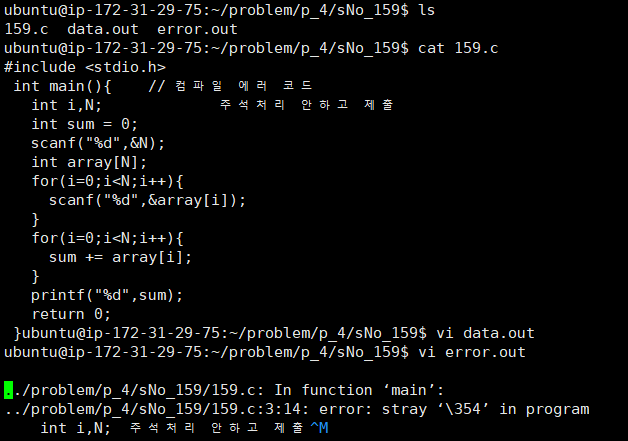 ubuntu@ip-172-31-29-75:~/problem/p_4/sNo_159$ ls
159.c  data.out  error.out
ubuntu@ip-172-31-29-75:~/problem/p_4/sNo_159$ cat 159.c
#include <stdio.h>
 int main(){    // 컴파일 에러 코드
   int i,N;             주석처리 안하고 제출
   int sum = 0;
   scanf("%d",&N);
   int array[N];
   for(i=0;i<N;i++){
     scanf("%d",&array[i]);
   }
   for(i=0;i<N;i++){
     sum += array[i];
   }
   printf("%d",sum);
   return 0;
 }ubuntu@ip-172-31-29-75:~/problem/p_4/sNo_159$ vi data.out
ubuntu@ip-172-31-29-75:~/problem/p_4/sNo_159$ vi error.out
../problem/p_4/sNo_159/159.c: In function ‘main’:
../problem/p_4/sNo_159/159.c:3:14: error: stray ‘\354’ in program
    int i,N;  주석처리 안하고 제출^M